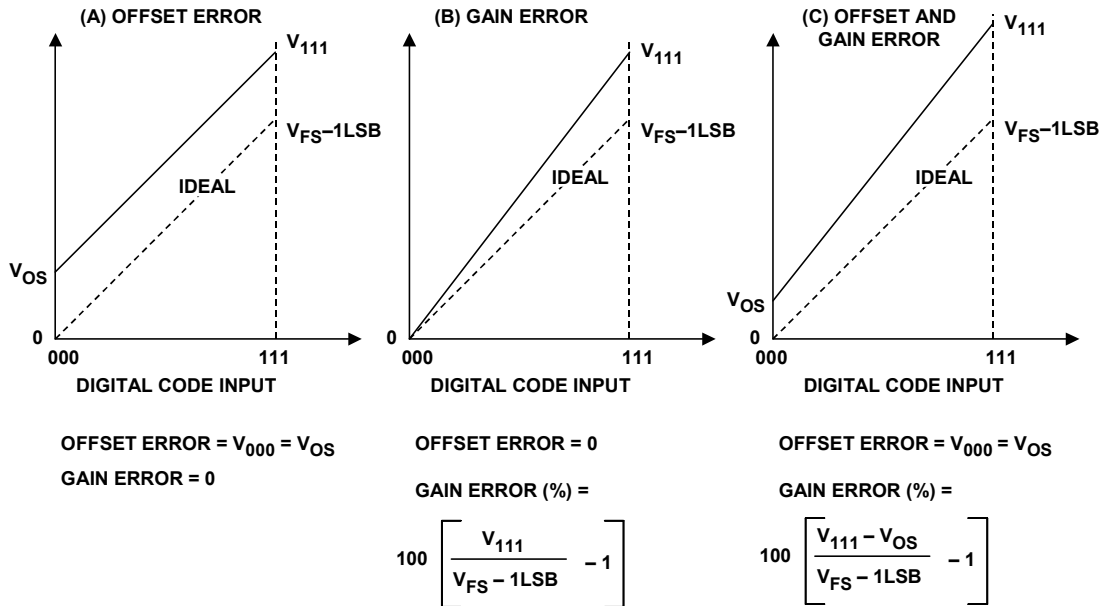 (A) OFFSET ERROR
V111
VFS–1LSB
IDEAL
VOS
0
000
111
DIGITAL CODE INPUT
OFFSET ERROR = V000 = VOS
GAIN ERROR = 0
(B) GAIN ERROR
V111
VFS–1LSB
IDEAL
0
000
111
DIGITAL CODE INPUT
OFFSET ERROR = 0
GAIN ERROR (%) =
100 [ V111
VFS – 1LSB – 1 ]
(C) OFFSET AND
GAIN ERROR
V111
VFS–1LSB
IDEAL
VOS
0
000
111
DIGITAL CODE INPUT
OFFSET ERROR = V000 = VOS
GAIN ERROR (%) =
100 [ V111 – VOS
VFS – 1LSB – 1 ]